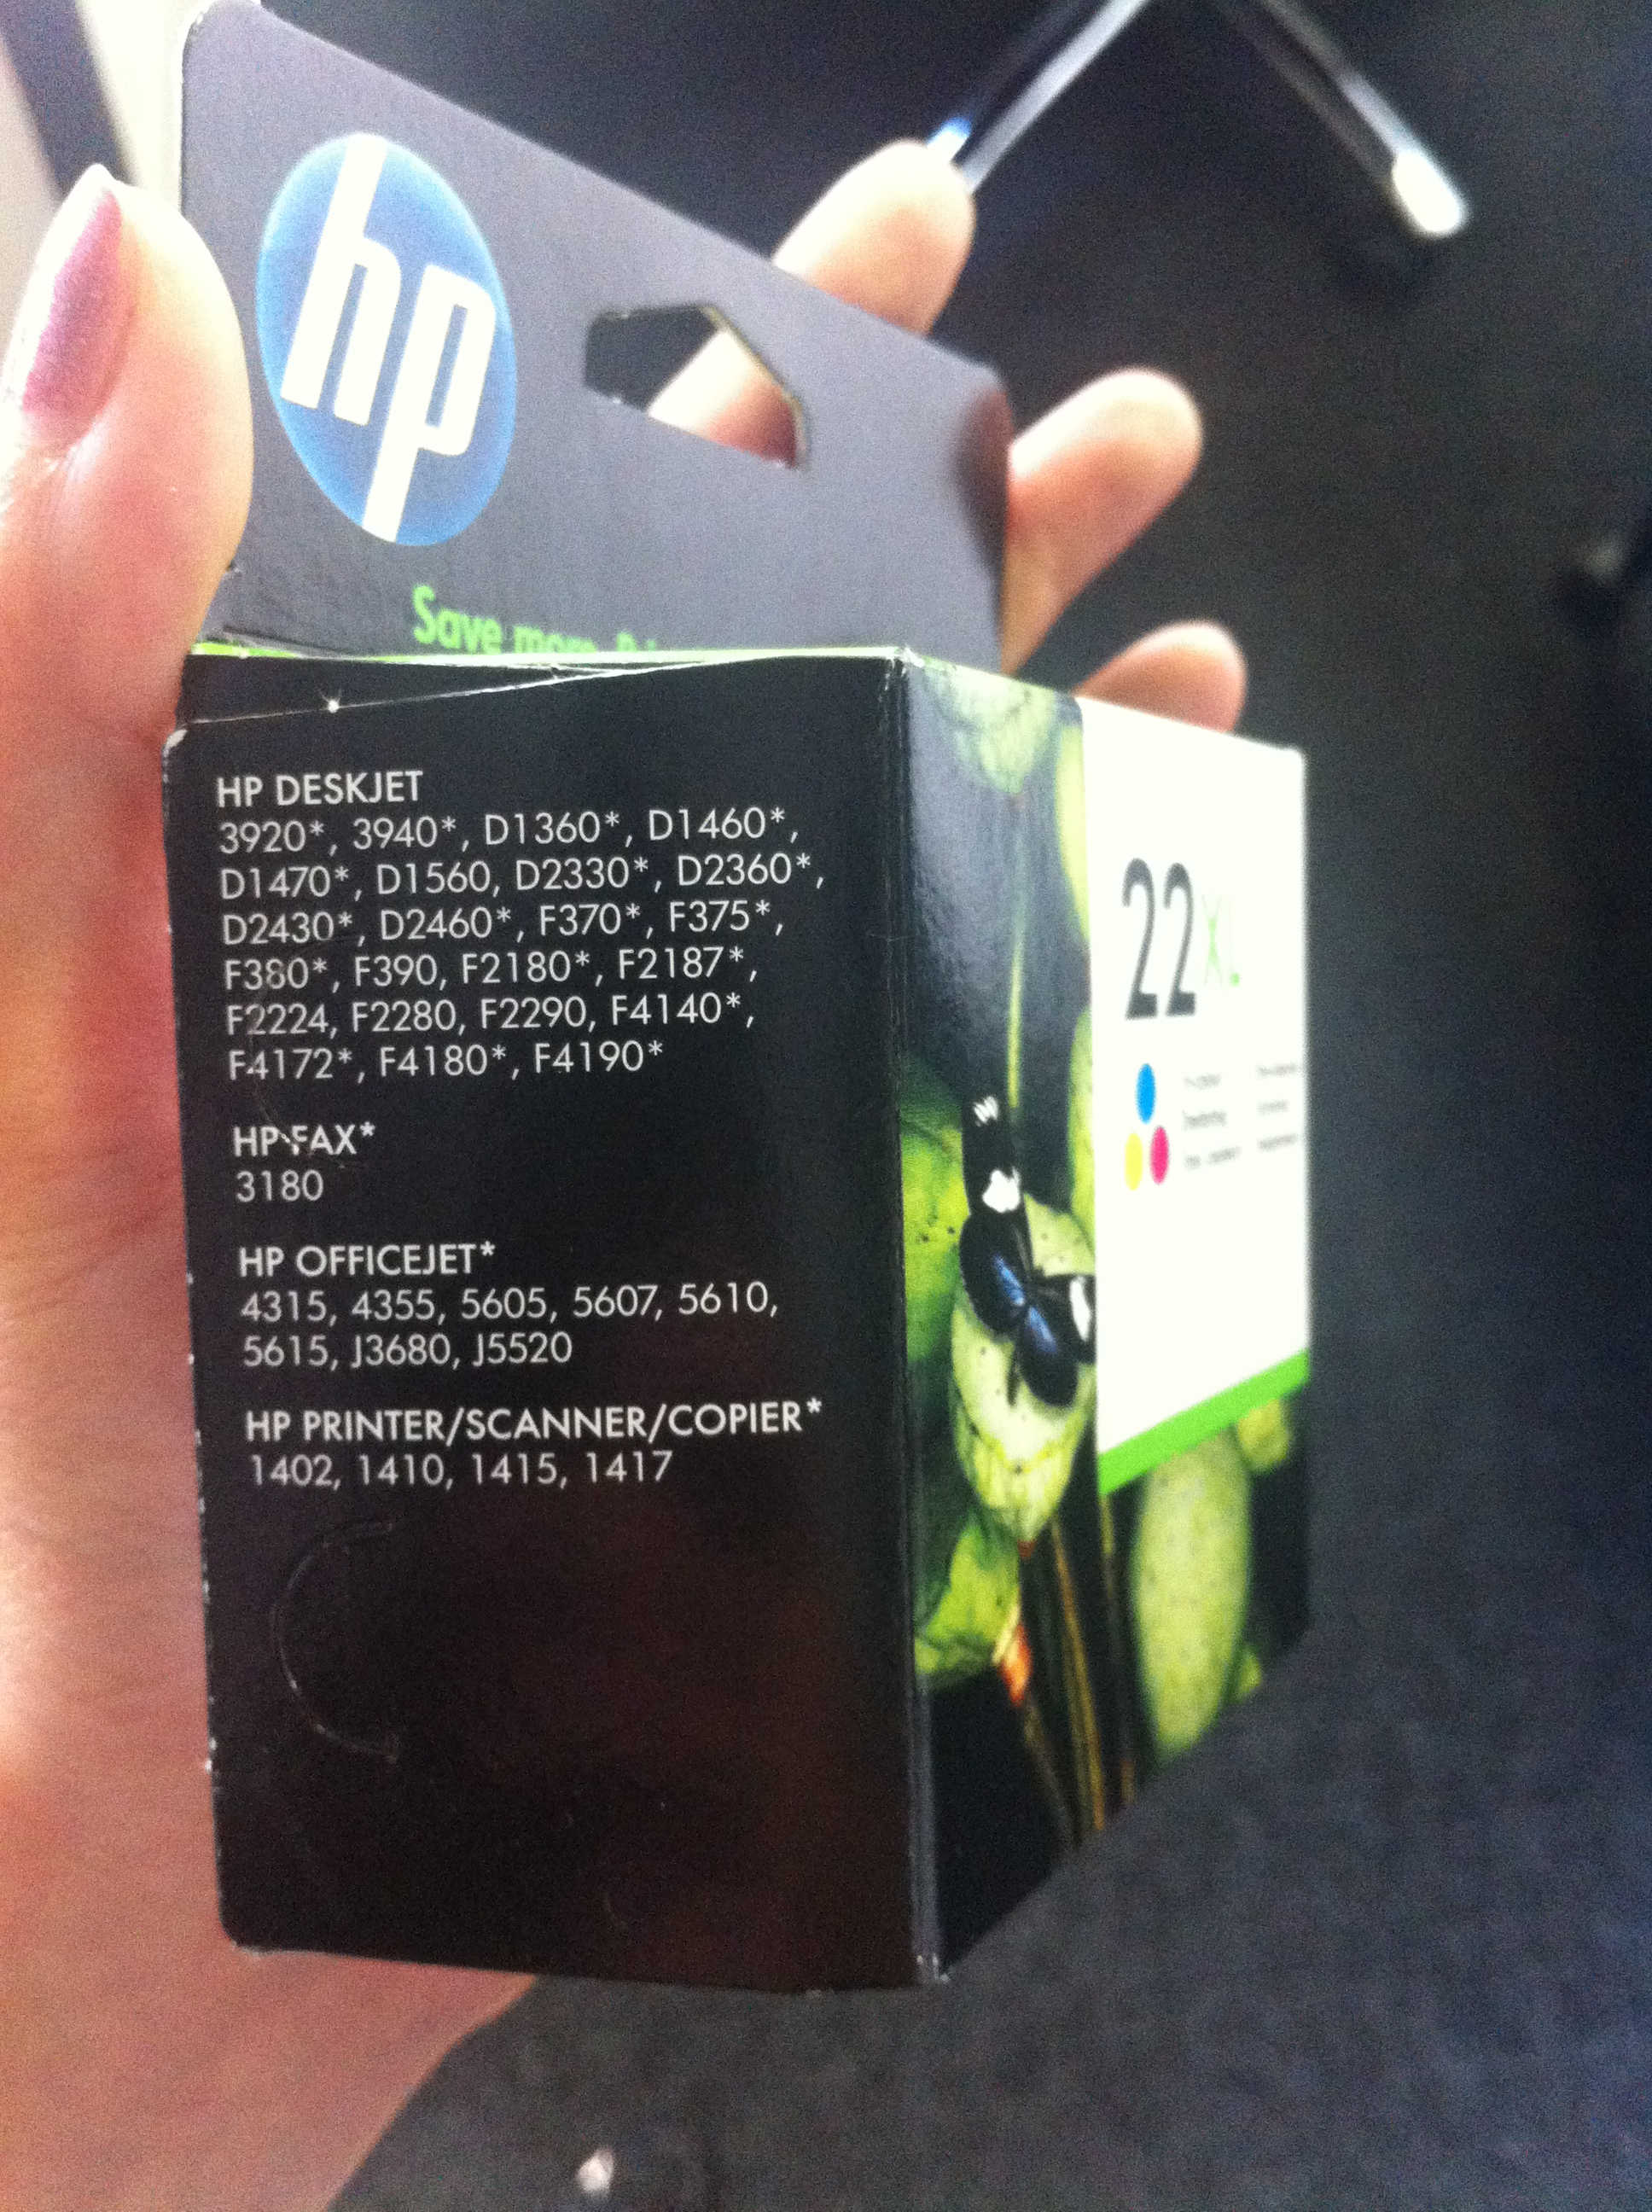 hp
Save more.
HP DESKJET
3920*, 3940*, D1360*, D1460*,
D1470*, D1560, D2330*, D2360*,
D2430*, D2460*, F370*, F375*,
F380*, F390, F2180*, F2187*,
F2224, F2280, F2290, F4140*,
F4172*, F4180*, F4190*
HP FAX*
3180
HP OFFICEJET*
4315, 4355, 5605, 5607, 5610,
5615, J3680, J5520
HP PRINTER/SCANNER/COPIER*
1402, 1410, 1415, 1417
22XL